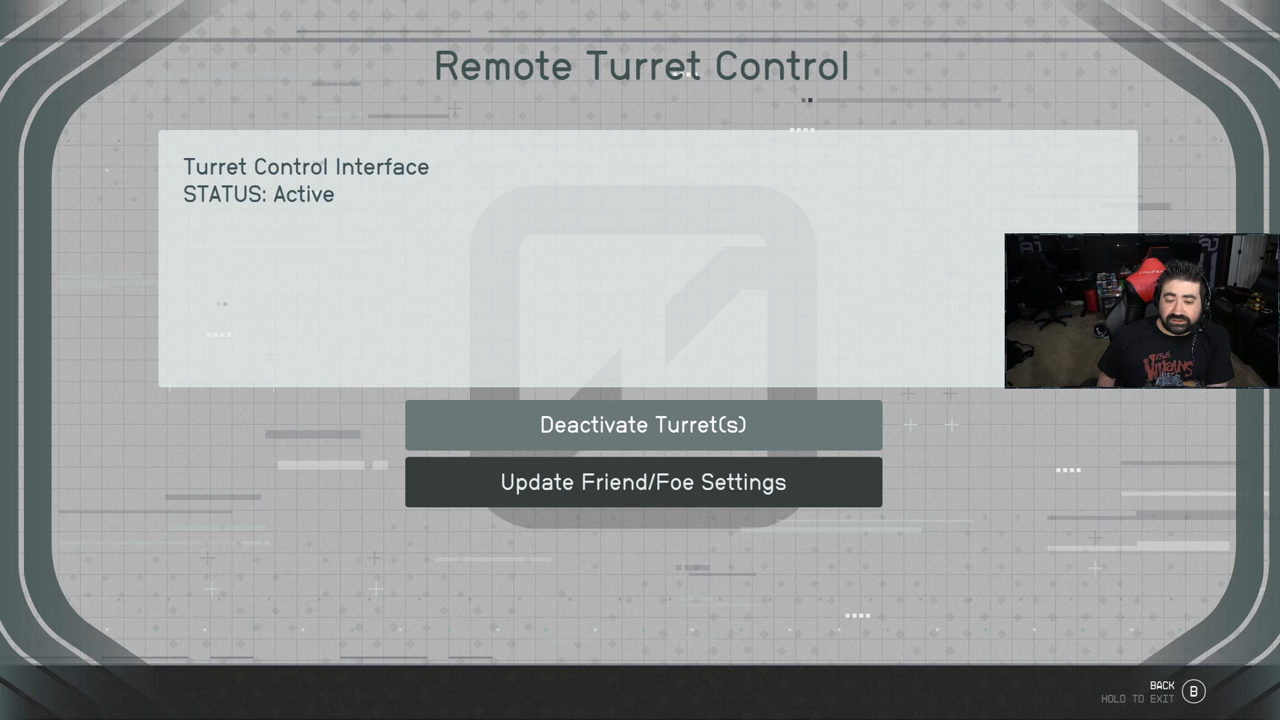 Remote Turret Control
Turret Control Interface
STATUS: Active
Deactivate Turret(s)
Update Friend/Foe Settings
BACK
HOLD TO EXIT
B